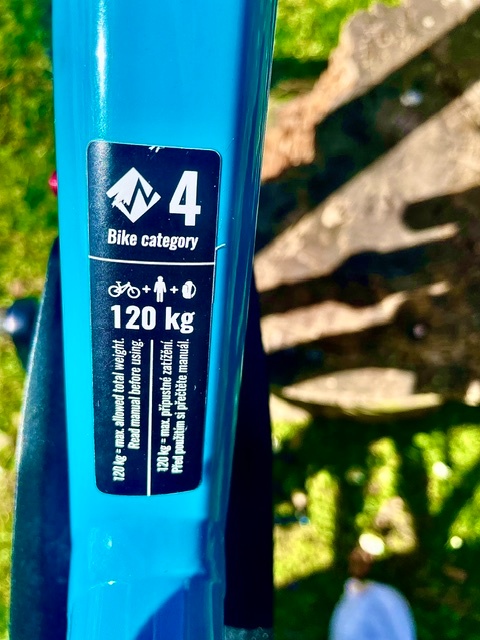 4
Bike category
120 kg
120 kg = max. allowed total weight.
Read manual before using.
120 kg = max. přípustné zatížení.
Před použitím si přečtěte manuál.